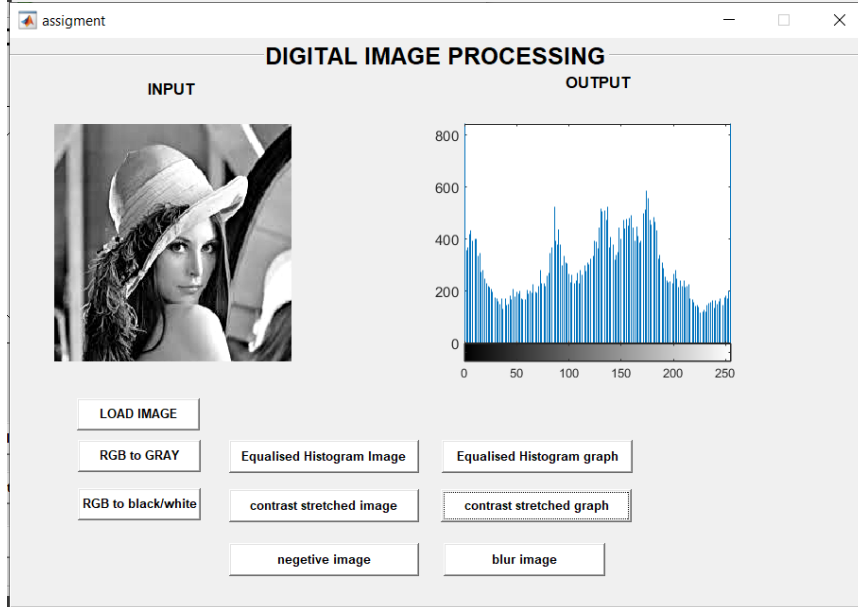 assigment
DIGITAL IMAGE PROCESSING
INPUT
OUTPUT
800
600
400
200
0
0 50 100 150 200 250
LOAD IMAGE
RGB to GRAY
Equalised Histogram Image
Equalised Histogram graph
RGB to black/white
contrast stretched image
contrast stretched graph
negetive image
blur image